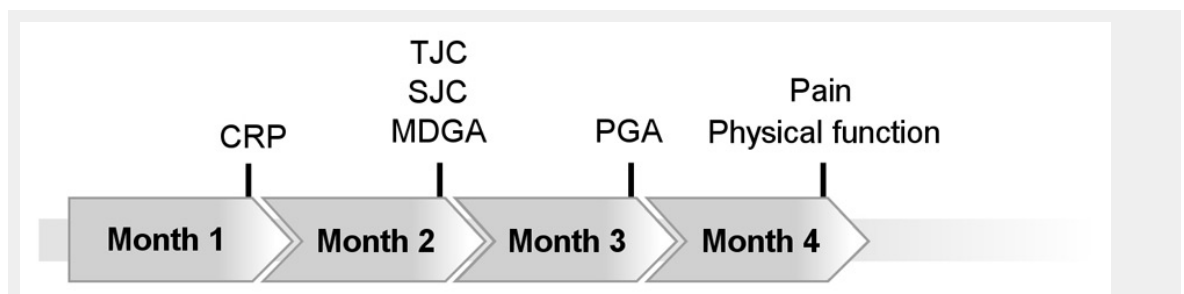 TJC
SJC
MDGA
CRP
PGA
Pain
Physical function
Month 1
Month 2
Month 3
Month 4